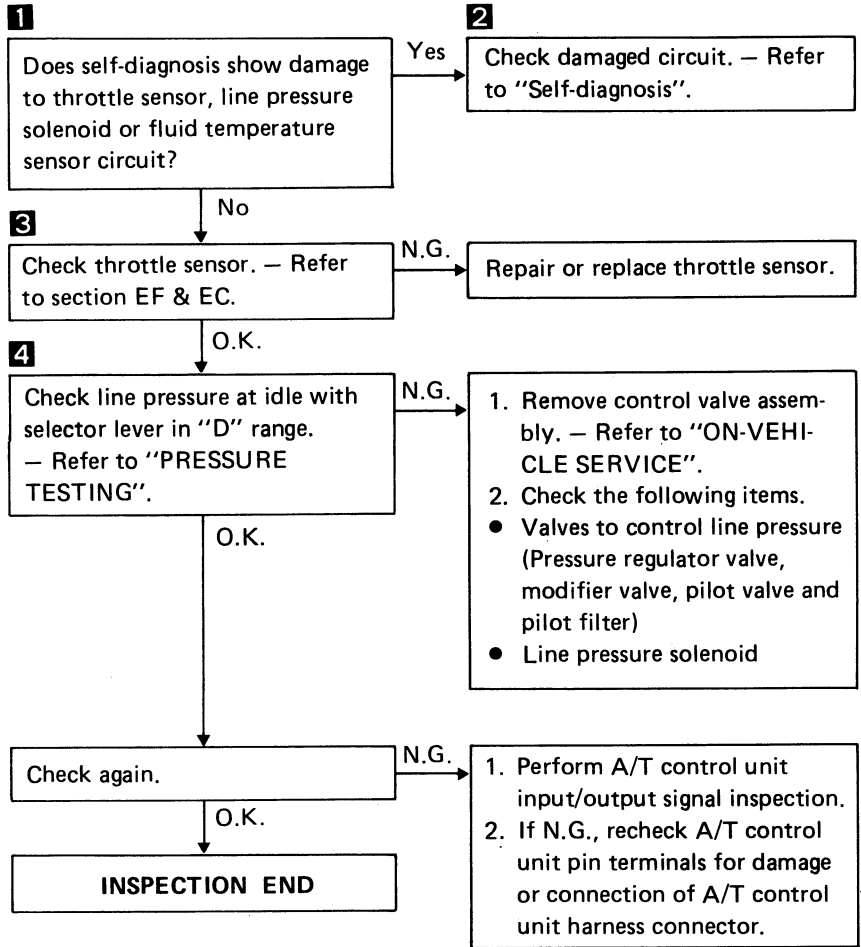 1
Does self-diagnosis show damage
to throttle sensor, line pressure
solenoid or fluid temperature
sensor circuit?
Yes
2
Check damaged circuit. — Refer
to "Self-diagnosis".
No
3
Check throttle sensor. — Refer
to section EF & EC.
N.G.
Repair or replace throttle sensor.
O.K.
4
Check line pressure at idle with
selector lever in "D" range.
— Refer to "PRESSURE
TESTING".
N.G.
1. Remove control valve assem-
bly. — Refer to "ON-VEHI-
CLE SERVICE".
2. Check the following items.
● Valves to control line pressure
(Pressure regulator valve,
modifier valve, pilot valve and
pilot filter)
● Line pressure solenoid
O.K.
Check again.
N.G.
1. Perform A/T control unit
input/output signal inspection.
2. If N.G., recheck A/T control
unit pin terminals for damage
or connection of A/T control
unit harness connector.
O.K.
INSPECTION END